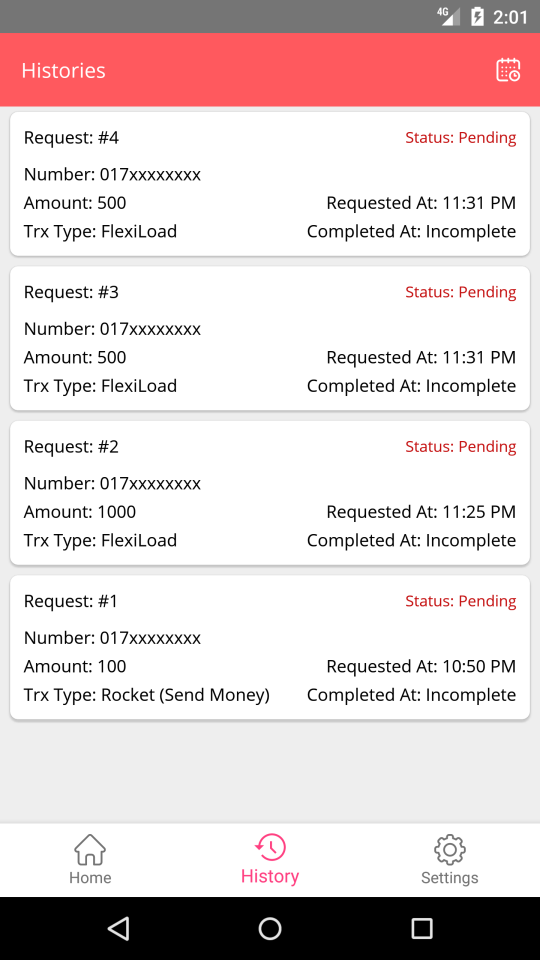 4G 2:01
Histories
Request: #4 Status: Pending
Number: 017xxxxxxxx
Amount: 500 Requested At: 11:31 PM
Trx Type: FlexiLoad Completed At: Incomplete
Request: #3 Status: Pending
Number: 017xxxxxxxx
Amount: 500 Requested At: 11:31 PM
Trx Type: FlexiLoad Completed At: Incomplete
Request: #2 Status: Pending
Number: 017xxxxxxxx
Amount: 1000 Requested At: 11:25 PM
Trx Type: FlexiLoad Completed At: Incomplete
Request: #1 Status: Pending
Number: 017xxxxxxxx
Amount: 100 Requested At: 10:50 PM
Trx Type: Rocket (Send Money) Completed At: Incomplete
Home History Settings